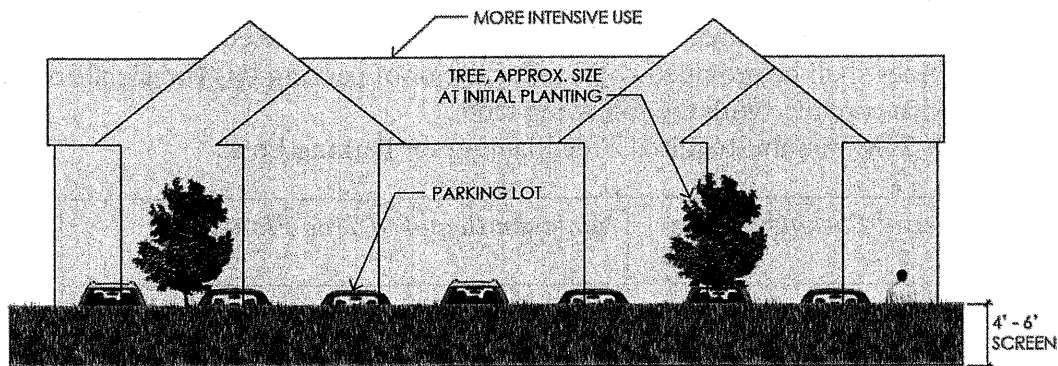 MORE INTENSIVE USE
TREE, APPROX. SIZE
AT INITIAL PLANTING
PARKING LOT
4' - 6'
SCREEN